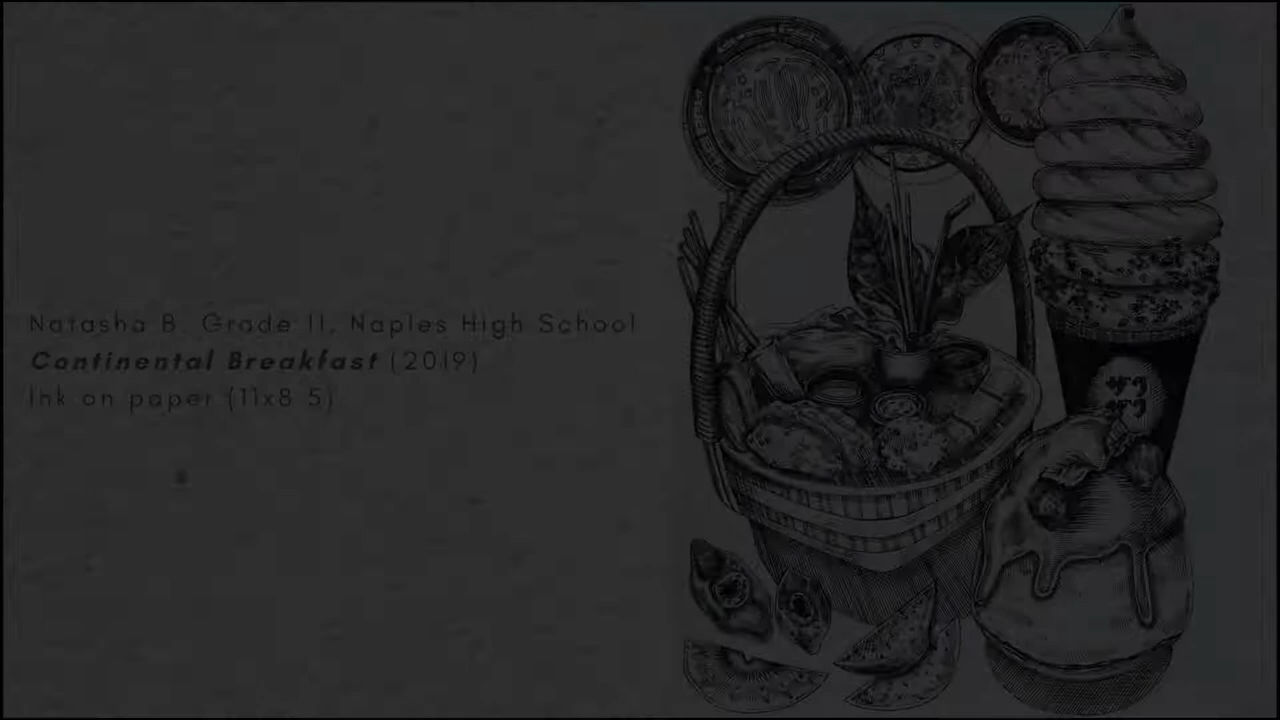 Natasha B. Grade 11, Naples High School
Continental Breakfast (2019)
Ink on paper (11x8.5)